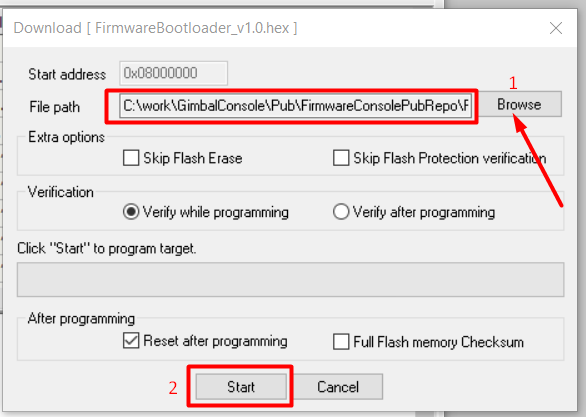 Download [ FirmwareBootloader_v1.0.hex ]
Start address 0x08000000
1
File path C:\work\GimbalConsole\Pub\FirmwareConsolePubRepo\F Browse
Extra options
Skip Flash Erase Skip Flash Protection verification
Verification
Verify while programming Verify after programming
Click "Start" to program target.
After programming
Reset after programming Full Flash memory Checksum
2 Start Cancel